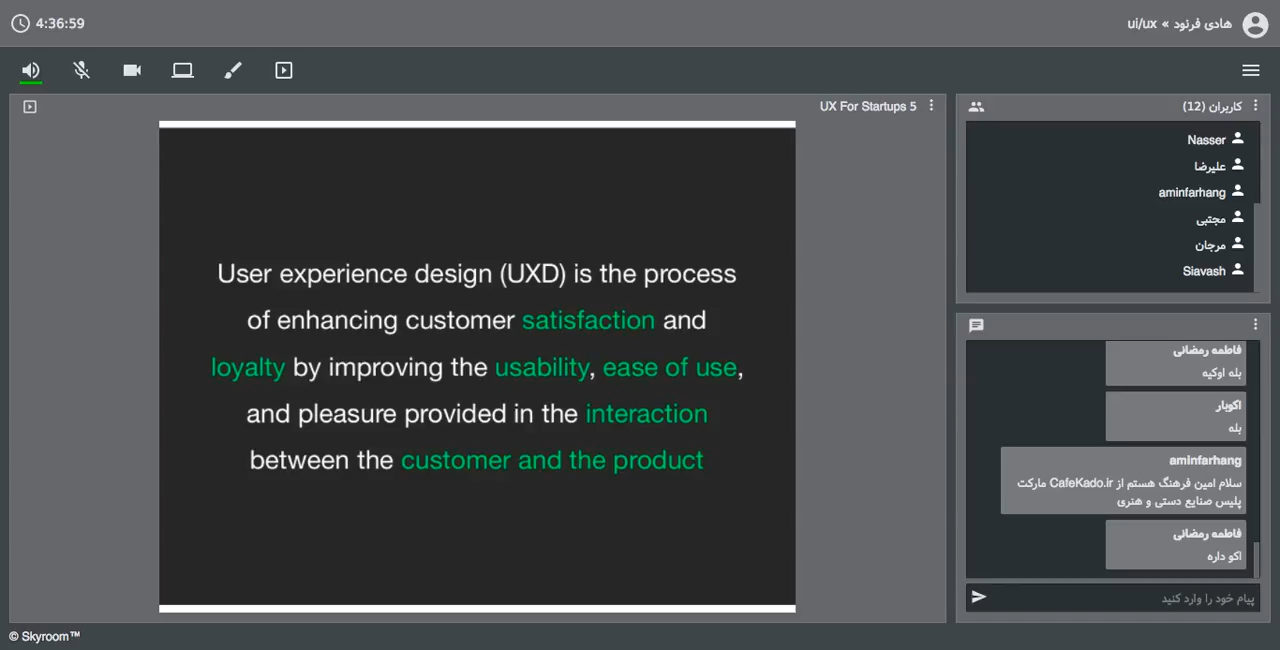 4:36:59
هادی فرنود » ui/ux
UX For Startups 5
User experience design (UXD) is the process
of enhancing customer satisfaction and
loyalty by improving the usability, ease of use,
and pleasure provided in the interaction
between the customer and the product
کاربران (12)
Nasser
علیرضا
aminfarhang
مجتبی
مرجان
Siavash
فاطمه رمضانی
بله اوکیه
اکوبار
بله
aminfarhang
سلام امین فرهنگ هستم از CafeKado.ir مارکت
پلیس صنایع دستی و هنری
فاطمه رمضانی
اکو داره
پیام خود را وارد کنید
© Skyroom™